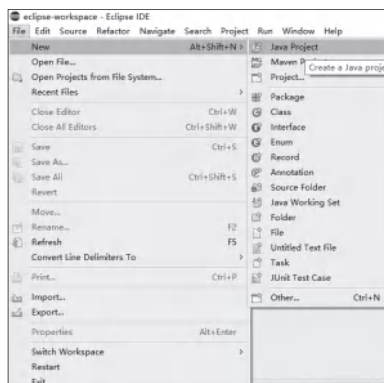 eclipse-workspace - Eclipse IDE
File Edit Source Refactor Navigate Search Project Run Window Help
New Alt+Shift+N >
Open File...
Open Projects from File System...
Recent Files >
Close Editor Ctrl+W
Close All Editors Ctrl+Shift+W
Save Ctrl+S
Save As...
Save All Ctrl+Shift+S
Revert
Move...
Rename... F2
Refresh F5
Convert Line Delimiters To >
Print... Ctrl+P
Import...
Export...
Properties Alt+Enter
Switch Workspace >
Restart
Exit
Java Project
Maven P
Create a Java proje
Project...
Package
Class
Interface
Enum
Record
Annotation
Source Folder
Java Working Set
Folder
File
Untitled Text File
Task
JUnit Test Case
Other... Ctrl+N